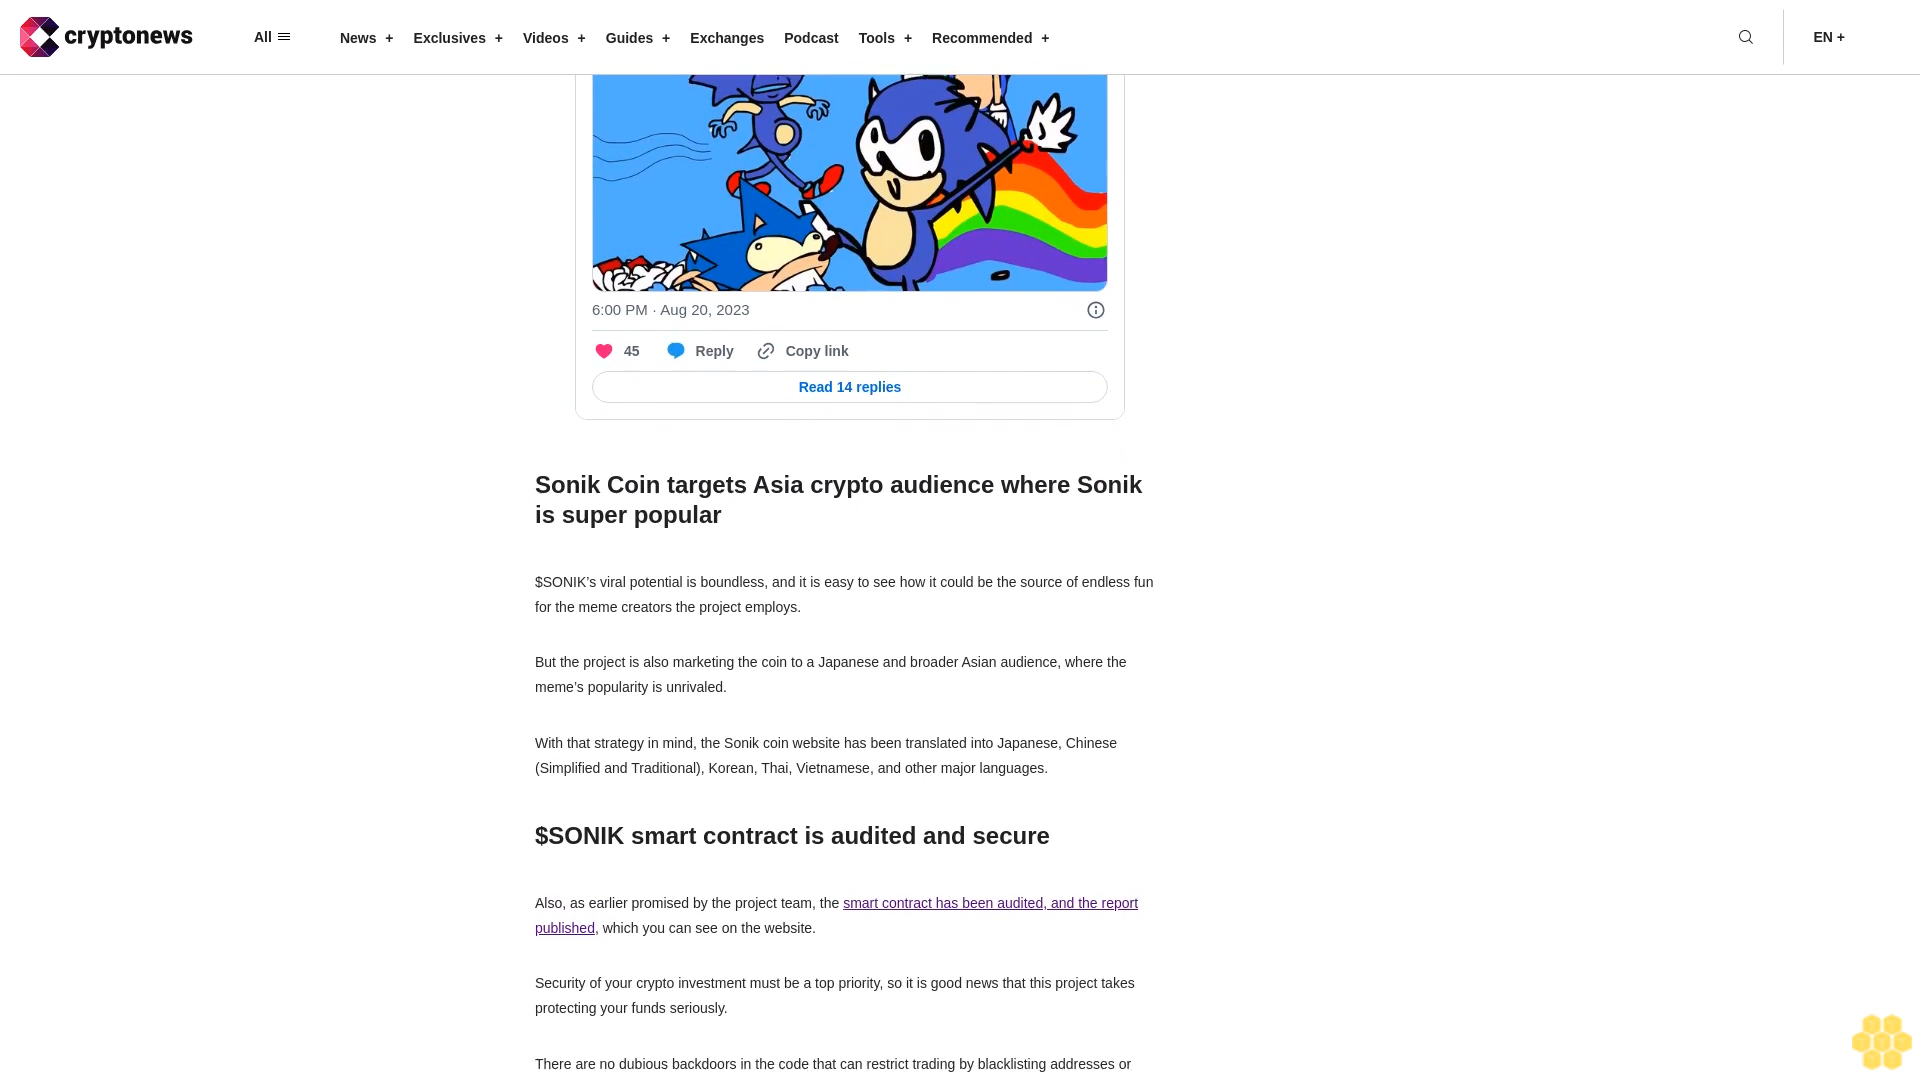 cryptonews
All
News +
Exclusives +
Videos +
Guides +
Exchanges
Podcast
Tools +
Recommended +
EN +
6:00 PM · Aug 20, 2023
45
Reply
Copy link
Read 14 replies
Sonik Coin targets Asia crypto audience where Sonik
is super popular
$SONIK’s viral potential is boundless, and it is easy to see how it could be the source of endless fun
for the meme creators the project employs.
But the project is also marketing the coin to a Japanese and broader Asian audience, where the
meme’s popularity is unrivaled.
With that strategy in mind, the Sonik coin website has been translated into Japanese, Chinese
(Simplified and Traditional), Korean, Thai, Vietnamese, and other major languages.
$SONIK smart contract is audited and secure
Also, as earlier promised by the project team, the smart contract has been audited, and the report
published, which you can see on the website.
Security of your crypto investment must be a top priority, so it is good news that this project takes
protecting your funds seriously.
There are no dubious backdoors in the code that can restrict trading by blacklisting addresses or